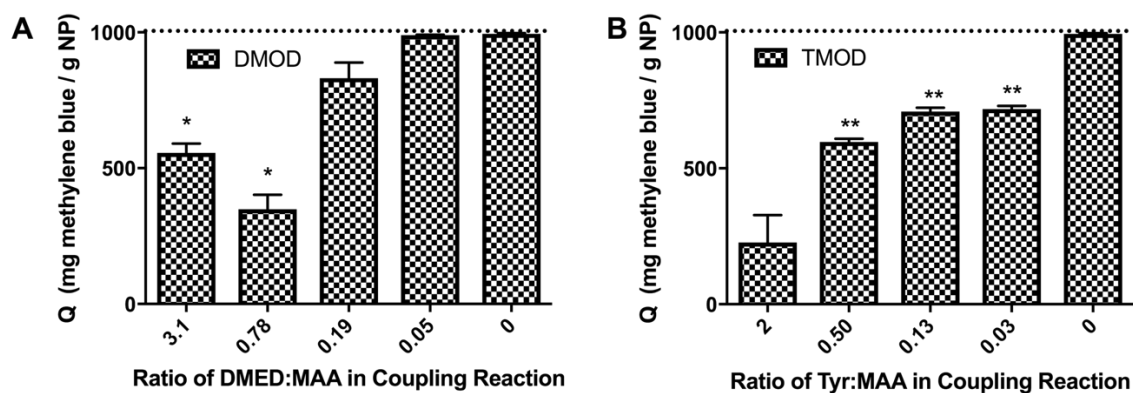 A
Q (mg methylene blue / g NP)
1000
500
0
DMOD
*
*
3.1
0.78
0.19
0.05
0
Ratio of DMED:MAA in Coupling Reaction
B
Q (mg methylene blue / g NP)
1000
500
0
TMOD
**
**
**
2
0.50
0.13
0.03
0
Ratio of Tyr:MAA in Coupling Reaction